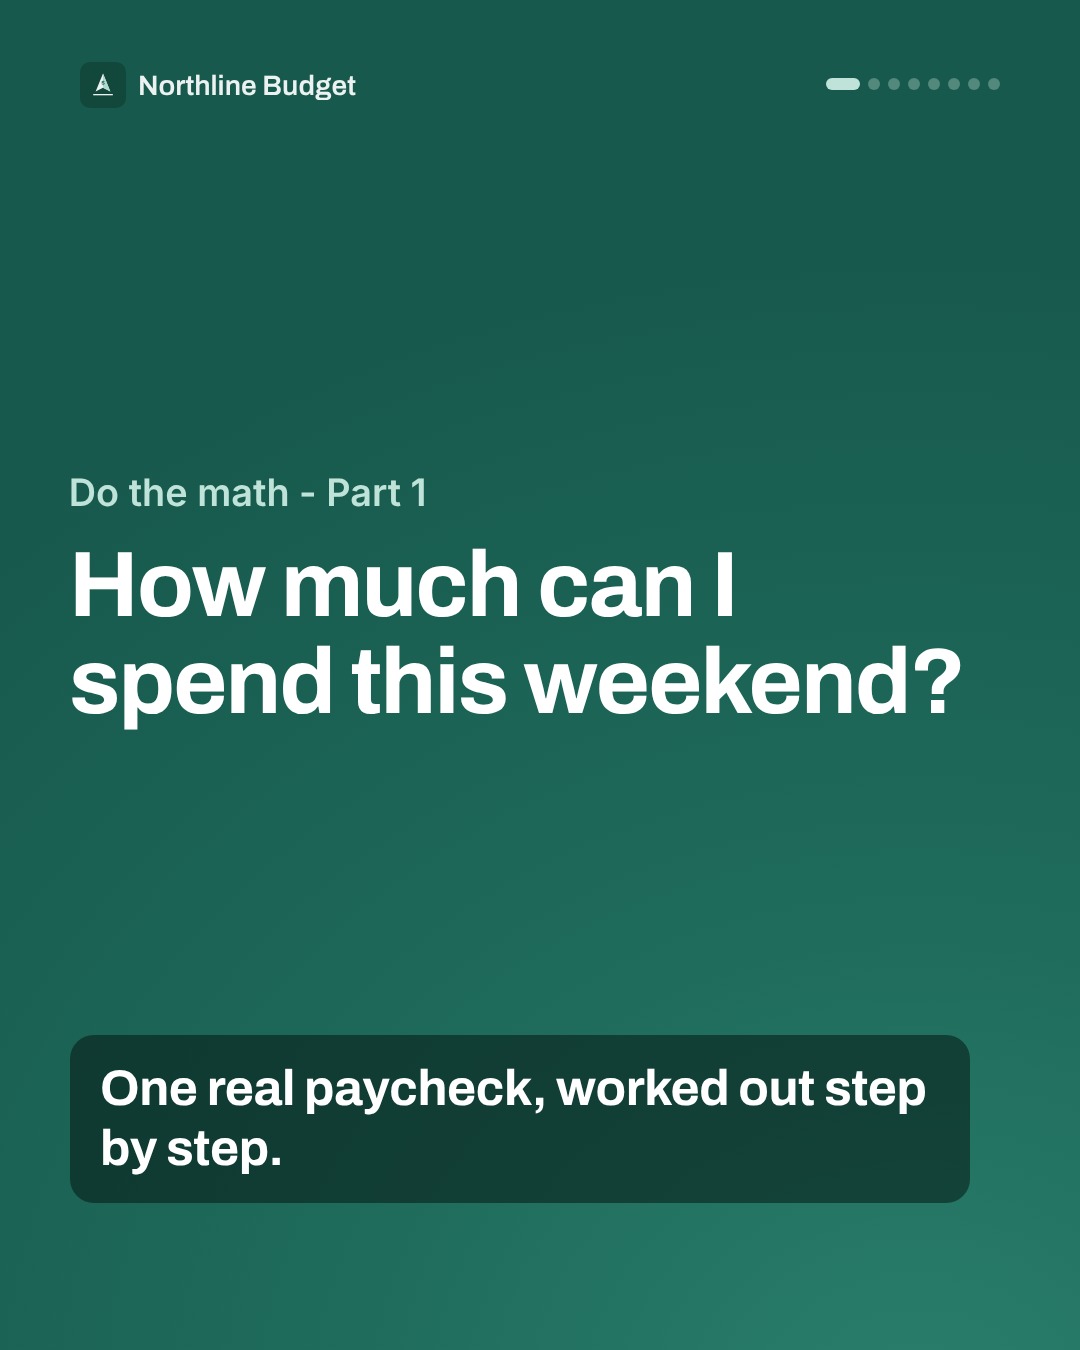 Northline Budget
Do the math - Part 1
How much can I
spend this weekend?
One real paycheck, worked out step
by step.